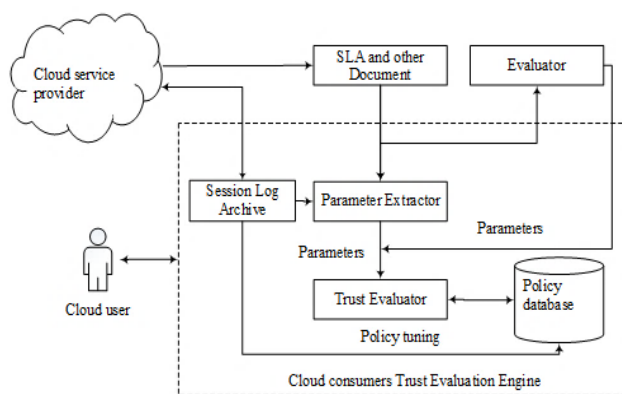 Cloud service
provider
SLA and other
Document
Evaluator
Session Log
Archive
Parameter Extractor
Parameters
Parameters
Cloud user
Trust Evaluator
Policy
database
Policy tuning
Cloud consumers Trust Evaluation Engine